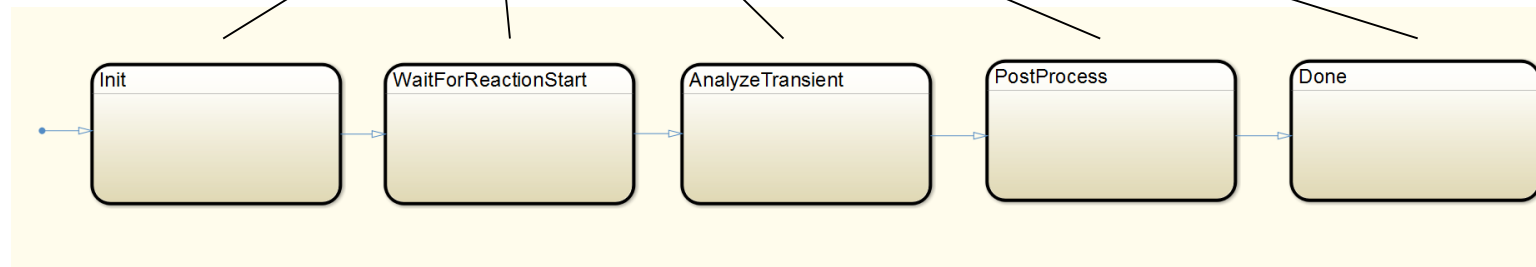 Init
WaitForReactionStart
AnalyzeTransient
PostProcess
Done